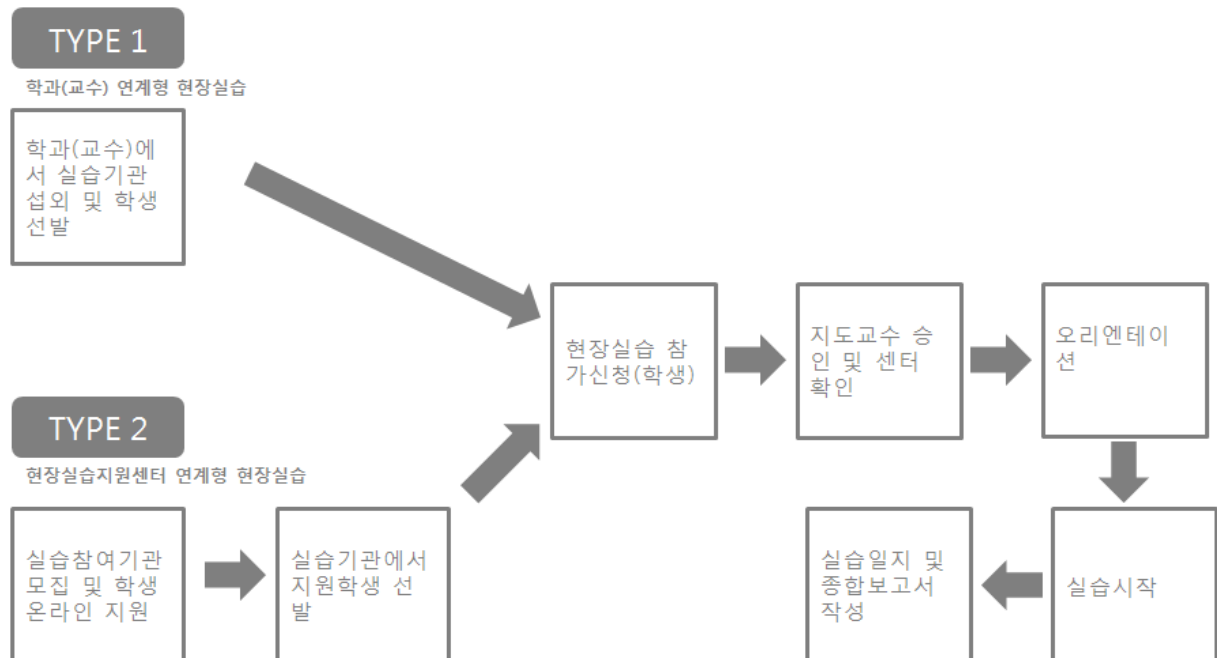 TYPE 1
학과(교수) 연계형 현장실습
학과(교수)에
서 실습기관
섭외 및 학생
선발
현장실습 참
가신청(학생)
지도교수 승
인 및 센터
확인
오리엔테이
션
TYPE 2
현장실습지원센터 연계형 현장실습
실습참여기관
모집 및 학생
온라인 지원
실습기관에서
지원학생 선
발
실습일지 및
종합보고서
작성
실습시작